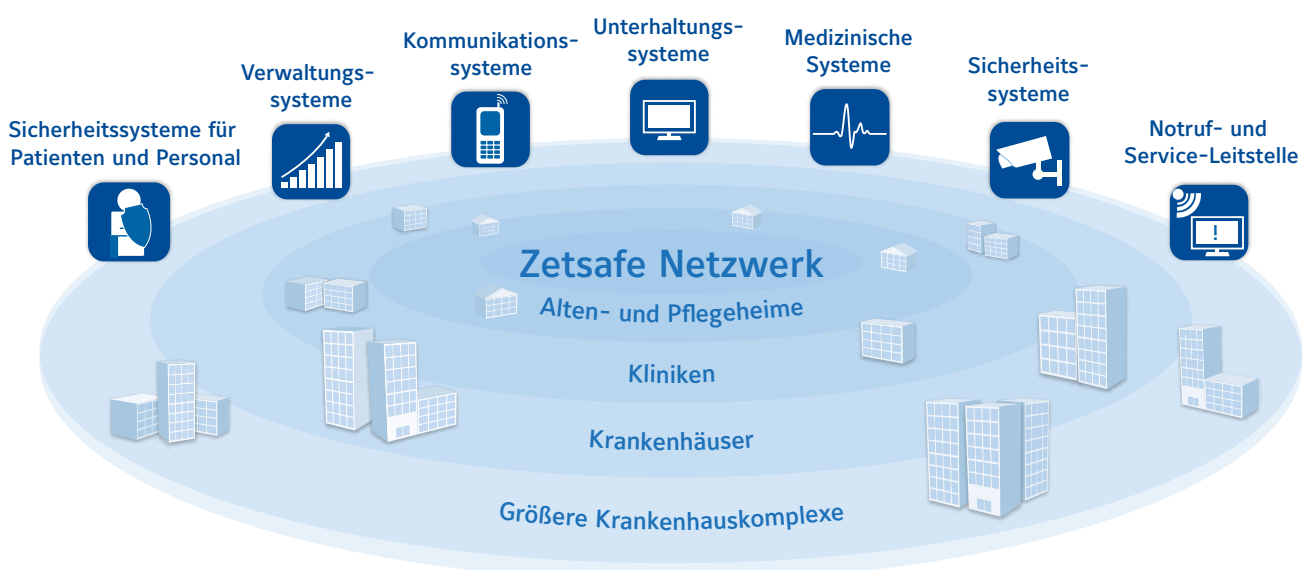 Sicherheitssysteme für
Patienten und Personal
Verwaltungs-
systeme
Kommunikations-
systeme
Unterhaltungs-
systeme
Medizinische
Systeme
Sicherheits-
systeme
Notruf- und
Service-Leitstelle
!
Zetsafe Netzwerk
Alten- und Pflegeheime
Kliniken
Krankenhäuser
Größere Krankenhauskomplexe